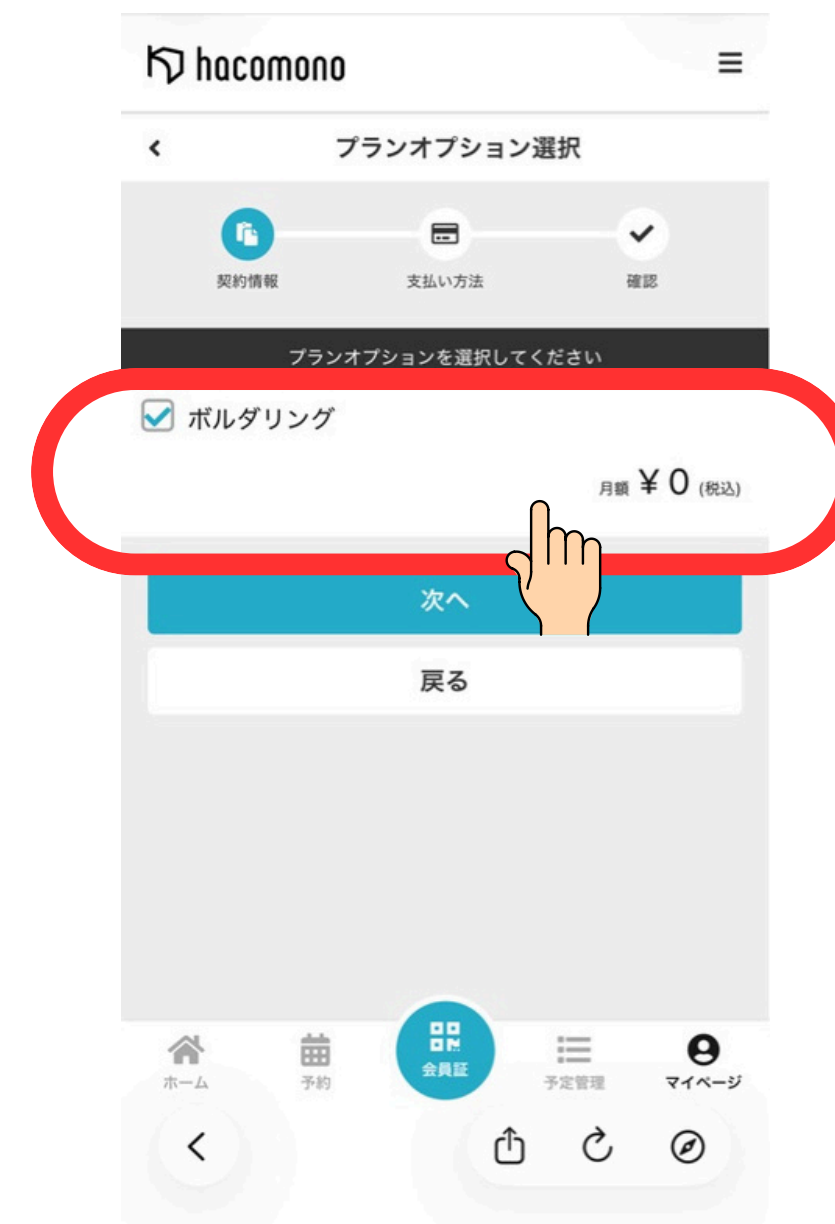 hacomono
プランオプション選択
契約情報
支払い方法
確認
プランオプションを選択してください
ボルダリング
月額 ¥ 0 (税込)
次へ
戻る
ホーム
予約
会員証
予定管理
マイページ